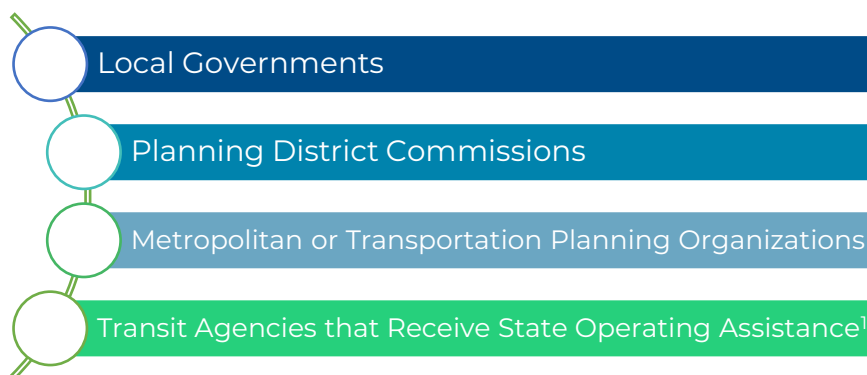 Local Governments
Planning District Commissions
Metropolitan or Transportation Planning Organizations
Transit Agencies that Receive State Operating Assistance¹